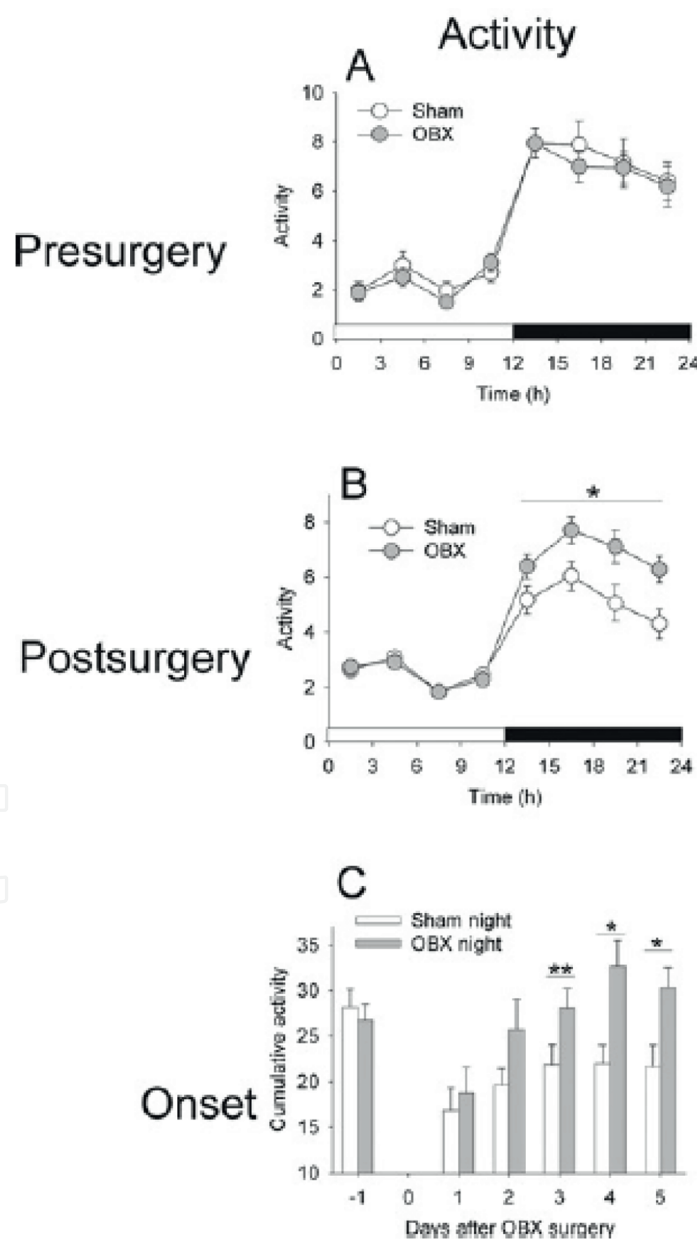 Activity
A
10
8
6
4
2
0
Activity
Sham
OBX
Presurgery
0 3 6 9 12 15 18 21 24
Time (h)
B
*
8
6
4
2
0
Activity
Sham
OBX
Postsurgery
0 3 6 9 12 15 18 21 24
Time (h)
C
Sham night
OBX night
** * *
35
30
25
20
15
10
Cumulative activity
Onset
-1 0 1 2 3 4 5
Days after OBX surgery